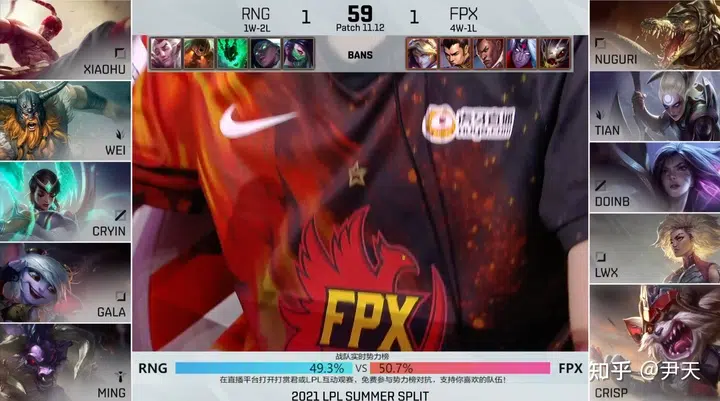 RNG 1 59 1 FPX
1W-2L Patch 11.12 4W-1L
BANS
XIAOHU
WEI
CRYIN
GALA
MING
NUGURI
TIAN
DOINB
LWX
CRISP
FPX
战队实时势力榜
RNG 49.3% VS 50.7% FPX
在直播平台打开打赏君或LPL互动观赛，免费参与势力榜对抗，支持你喜欢的队伍！
2021 LPL SUMMER SPLIT
知乎 @尹天